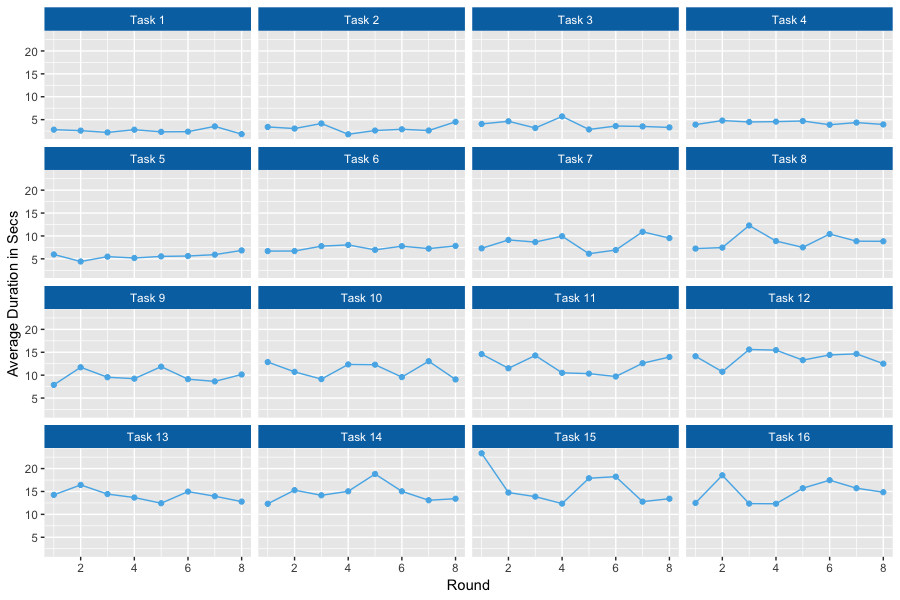 Task 1 Task 2 Task 3 Task 4
20
15
10
5
Task 5 Task 6 Task 7 Task 8
20
15
10
5
Task 9 Task 10 Task 11 Task 12
20
15
10
5
Task 13 Task 14 Task 15 Task 16
20
15
10
5
2 4 6 8 2 4 6 8 2 4 6 8 2 4 6 8
Round
Average Duration in Secs